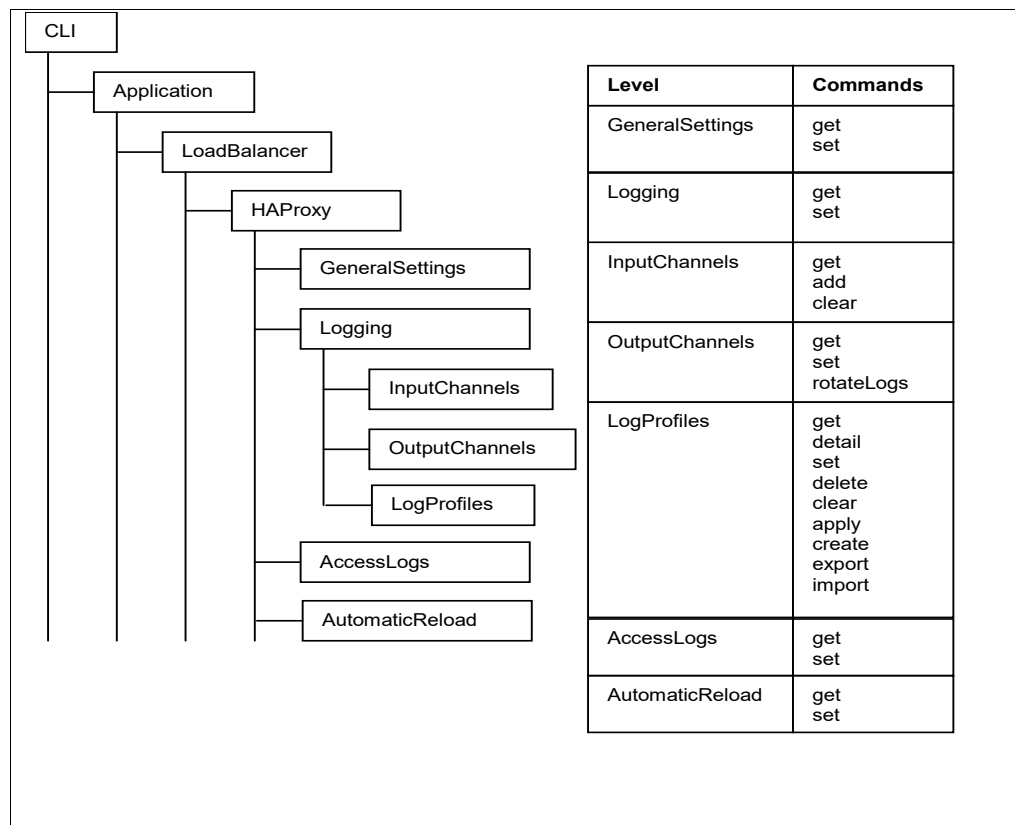 CLI
Application
LoadBalancer
HAProxy
GeneralSettings
Logging
InputChannels
OutputChannels
LogProfiles
AccessLogs
AutomaticReload
Level Commands
GeneralSettings get
set
Logging get
set
InputChannels get
add
clear
OutputChannels get
set
rotateLogs
LogProfiles get
detail
set
delete
clear
apply
create
export
import
AccessLogs get
set
AutomaticReload get
set